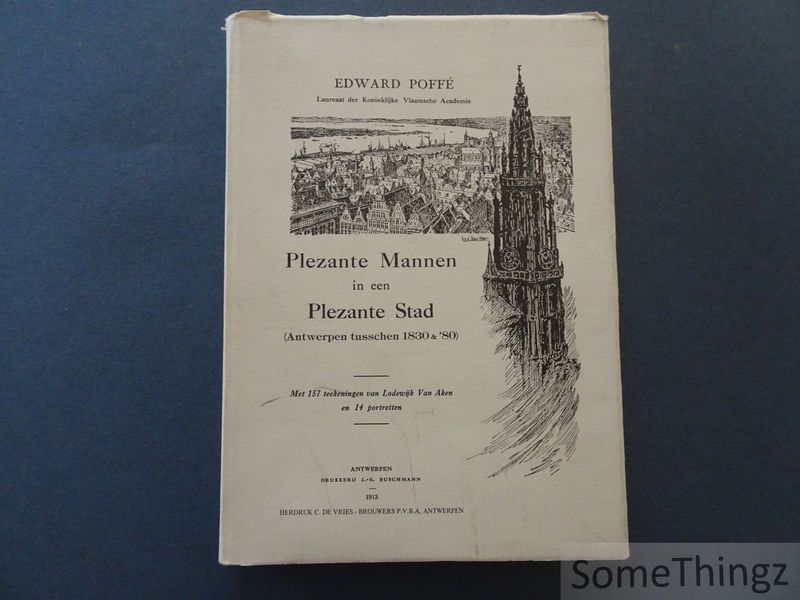 EDWARD POFFÉ
Laureaat der Koninklijke Vlaamsche Academie
Plezante Mannen
in een
Plezante Stad
(Antwerpen tusschen 1830 & '80)
Met 157 teekeningen van Lodewijk Van Aken
en 14 portretten
ANTWERPEN
DRUKKERIJ J.-E. BUSCHMANN
1913
HERDRUK C. DE VRIES - BROUWERS P.V.B.A, ANTWERPEN
SomeThingz